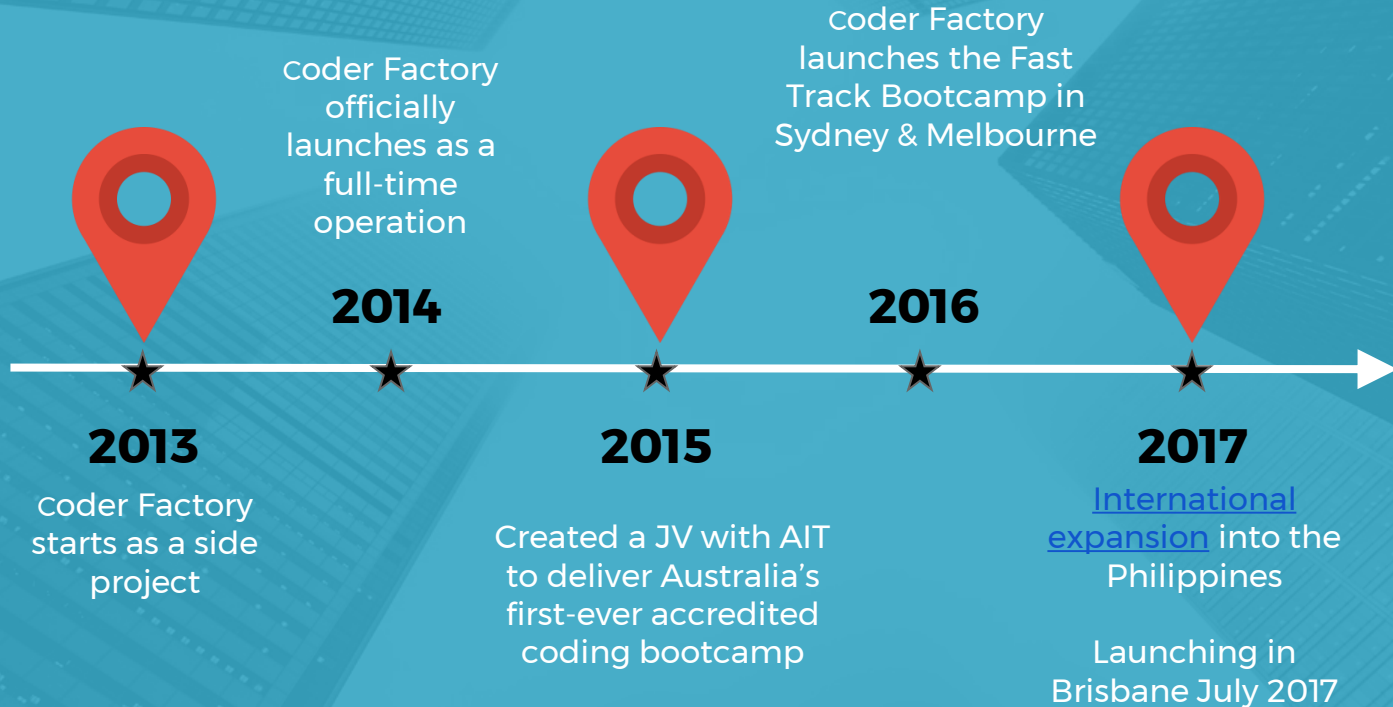 2013
Coder Factory
starts as a side
project
Coder Factory
officially
launches as a
full-time
operation
2014
2015
Created a JV with AIT
to deliver Australia’s
first-ever accredited
coding bootcamp
Coder Factory
launches the Fast
Track Bootcamp in
Sydney & Melbourne
2016
2017
International
expansion into the
Philippines
Launching in
Brisbane July 2017